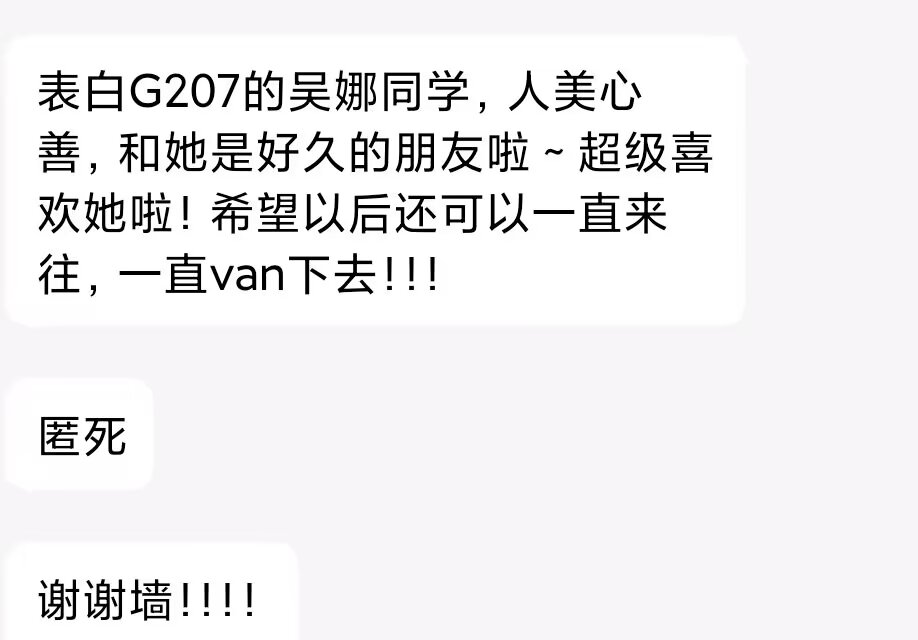 表白G207的吴娜同学，人美心
善，和她是好久的朋友啦～超级喜
欢她啦！希望以后还可以一直来
往，一直van下去！！！
匿死
谢谢墙！！！！